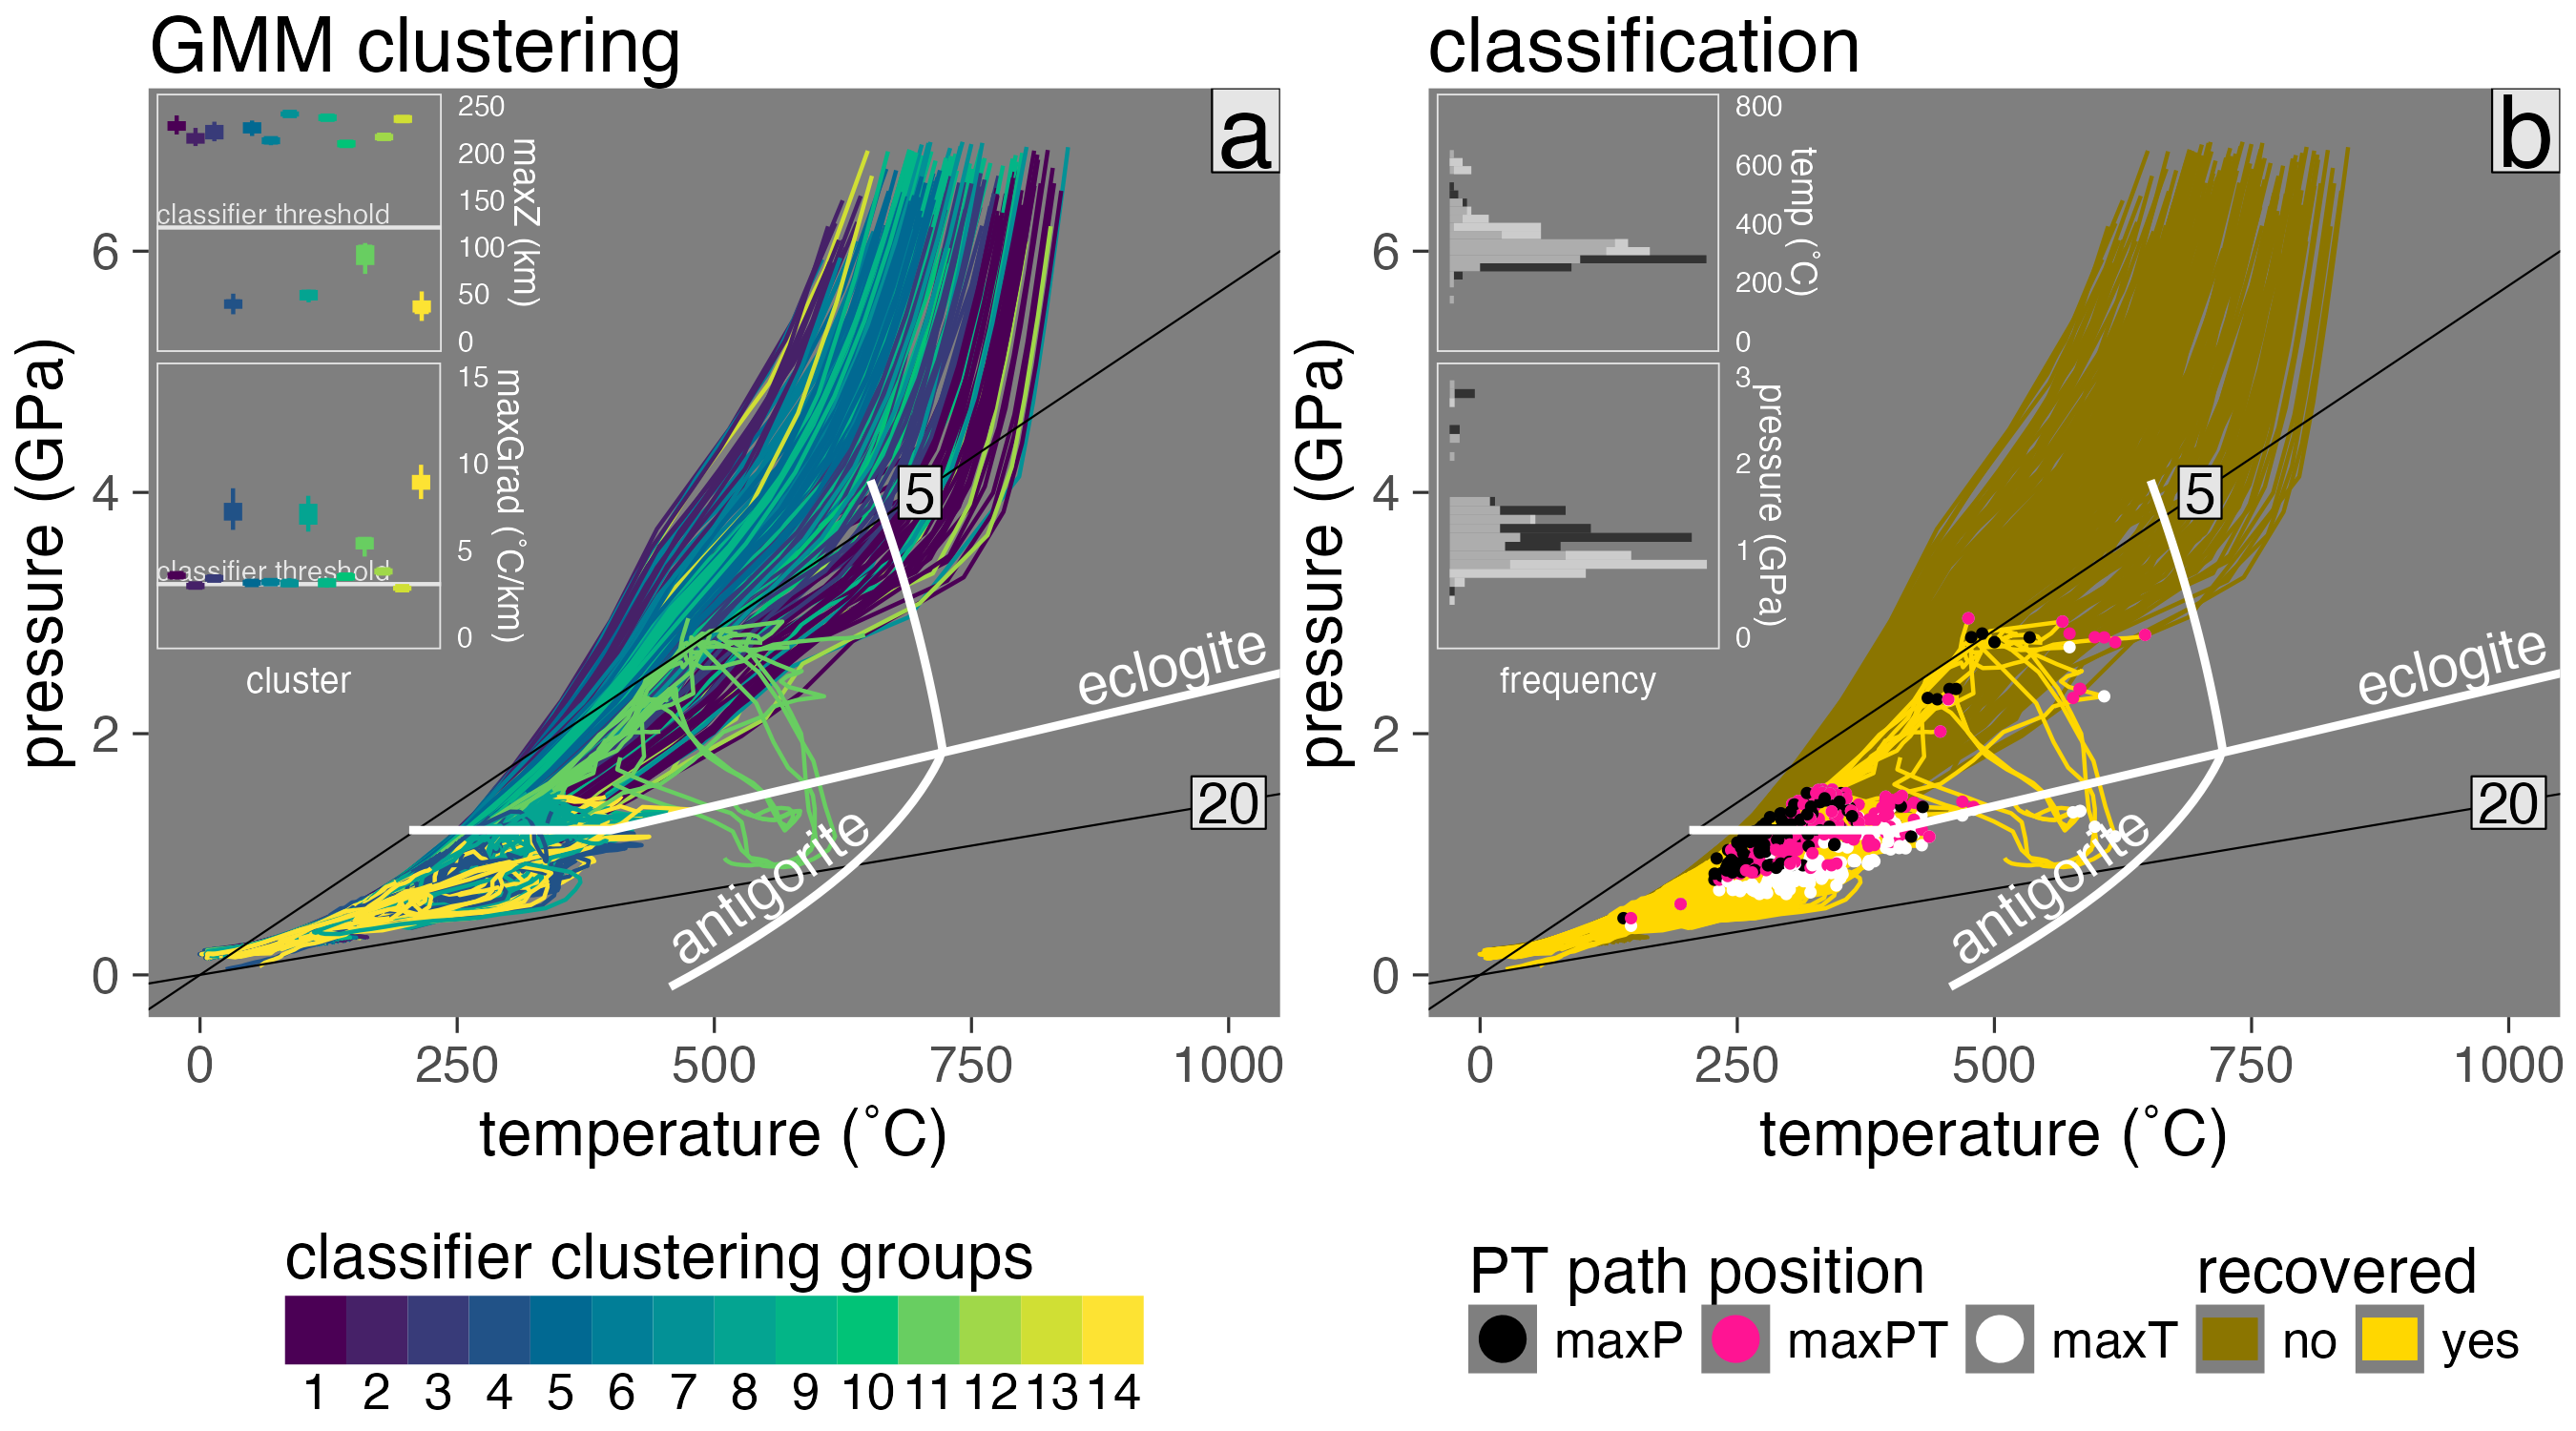 GMM clustering
classification
a
b
250
200
150
100
50
0
maxZ (km)
classifier threshold
15
10
5
0
maxGrad (˚C/km)
classifier threshold
cluster
5
eclogite
20
antigorite
6
4
2
0
pressure (GPa)
0
250
500
750
1000
temperature (˚C)
800
600
400
200
0
temp (˚C)
3
2
1
0
pressure (GPa)
frequency
5
eclogite
20
antigorite
6
4
2
0
pressure (GPa)
0
250
500
750
1000
temperature (˚C)
classifier clustering groups
1 2 3 4 5 6 7 8 9 10 11 12 13 14
PT path position
maxP maxPT maxT
recovered
no yes